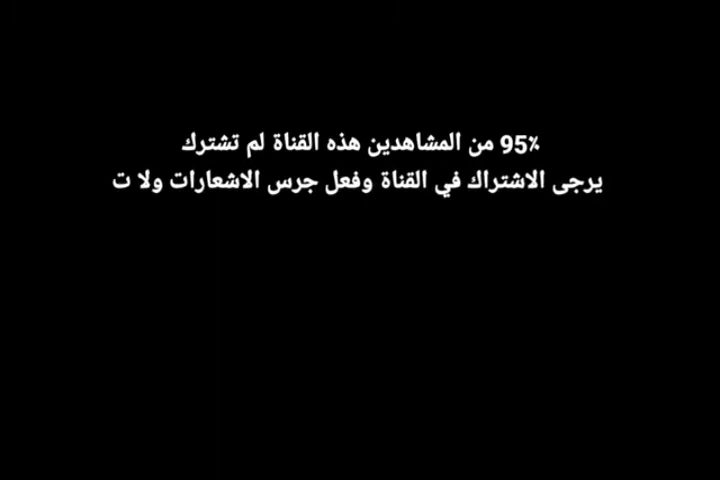 95٪ من المشاهدين هذه القناة لم تشترك
يرجى الاشتراك في القناة وفعل جرس الاشعارات ولا ت